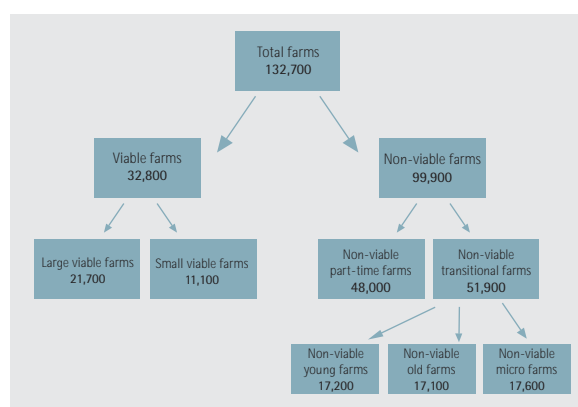 Total farms
132,700
Viable farms
32,800
Non-viable farms
99,900
Large viable farms
21,700
Small viable farms
11,100
Non-viable
part-time farms
48,000
Non-viable
transitional farms
51,900
Non-viable
young farms
17,200
Non-viable
old farms
17,100
Non-viable
micro farms
17,600